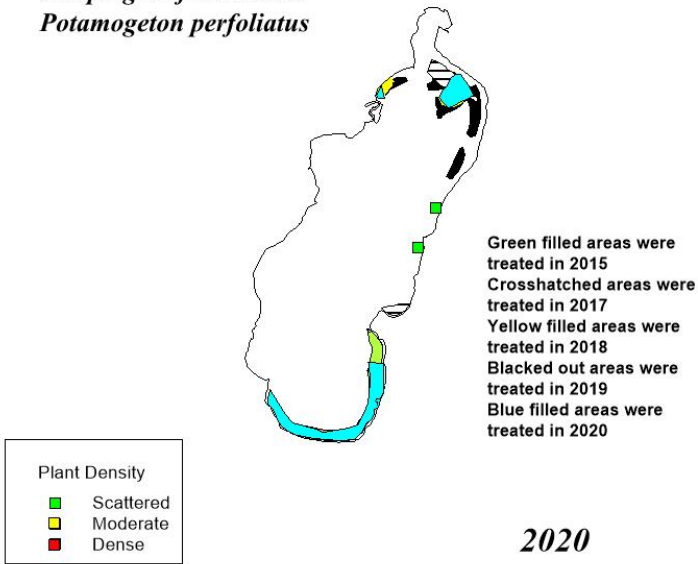 Potamogeton perfoliatus
Green filled areas were
treated in 2015
Crosshatched areas were
treated in 2017
Yellow filled areas were
treated in 2018
Blacked out areas were
treated in 2019
Blue filled areas were
treated in 2020
Plant Density
Scattered
Moderate
Dense
2020